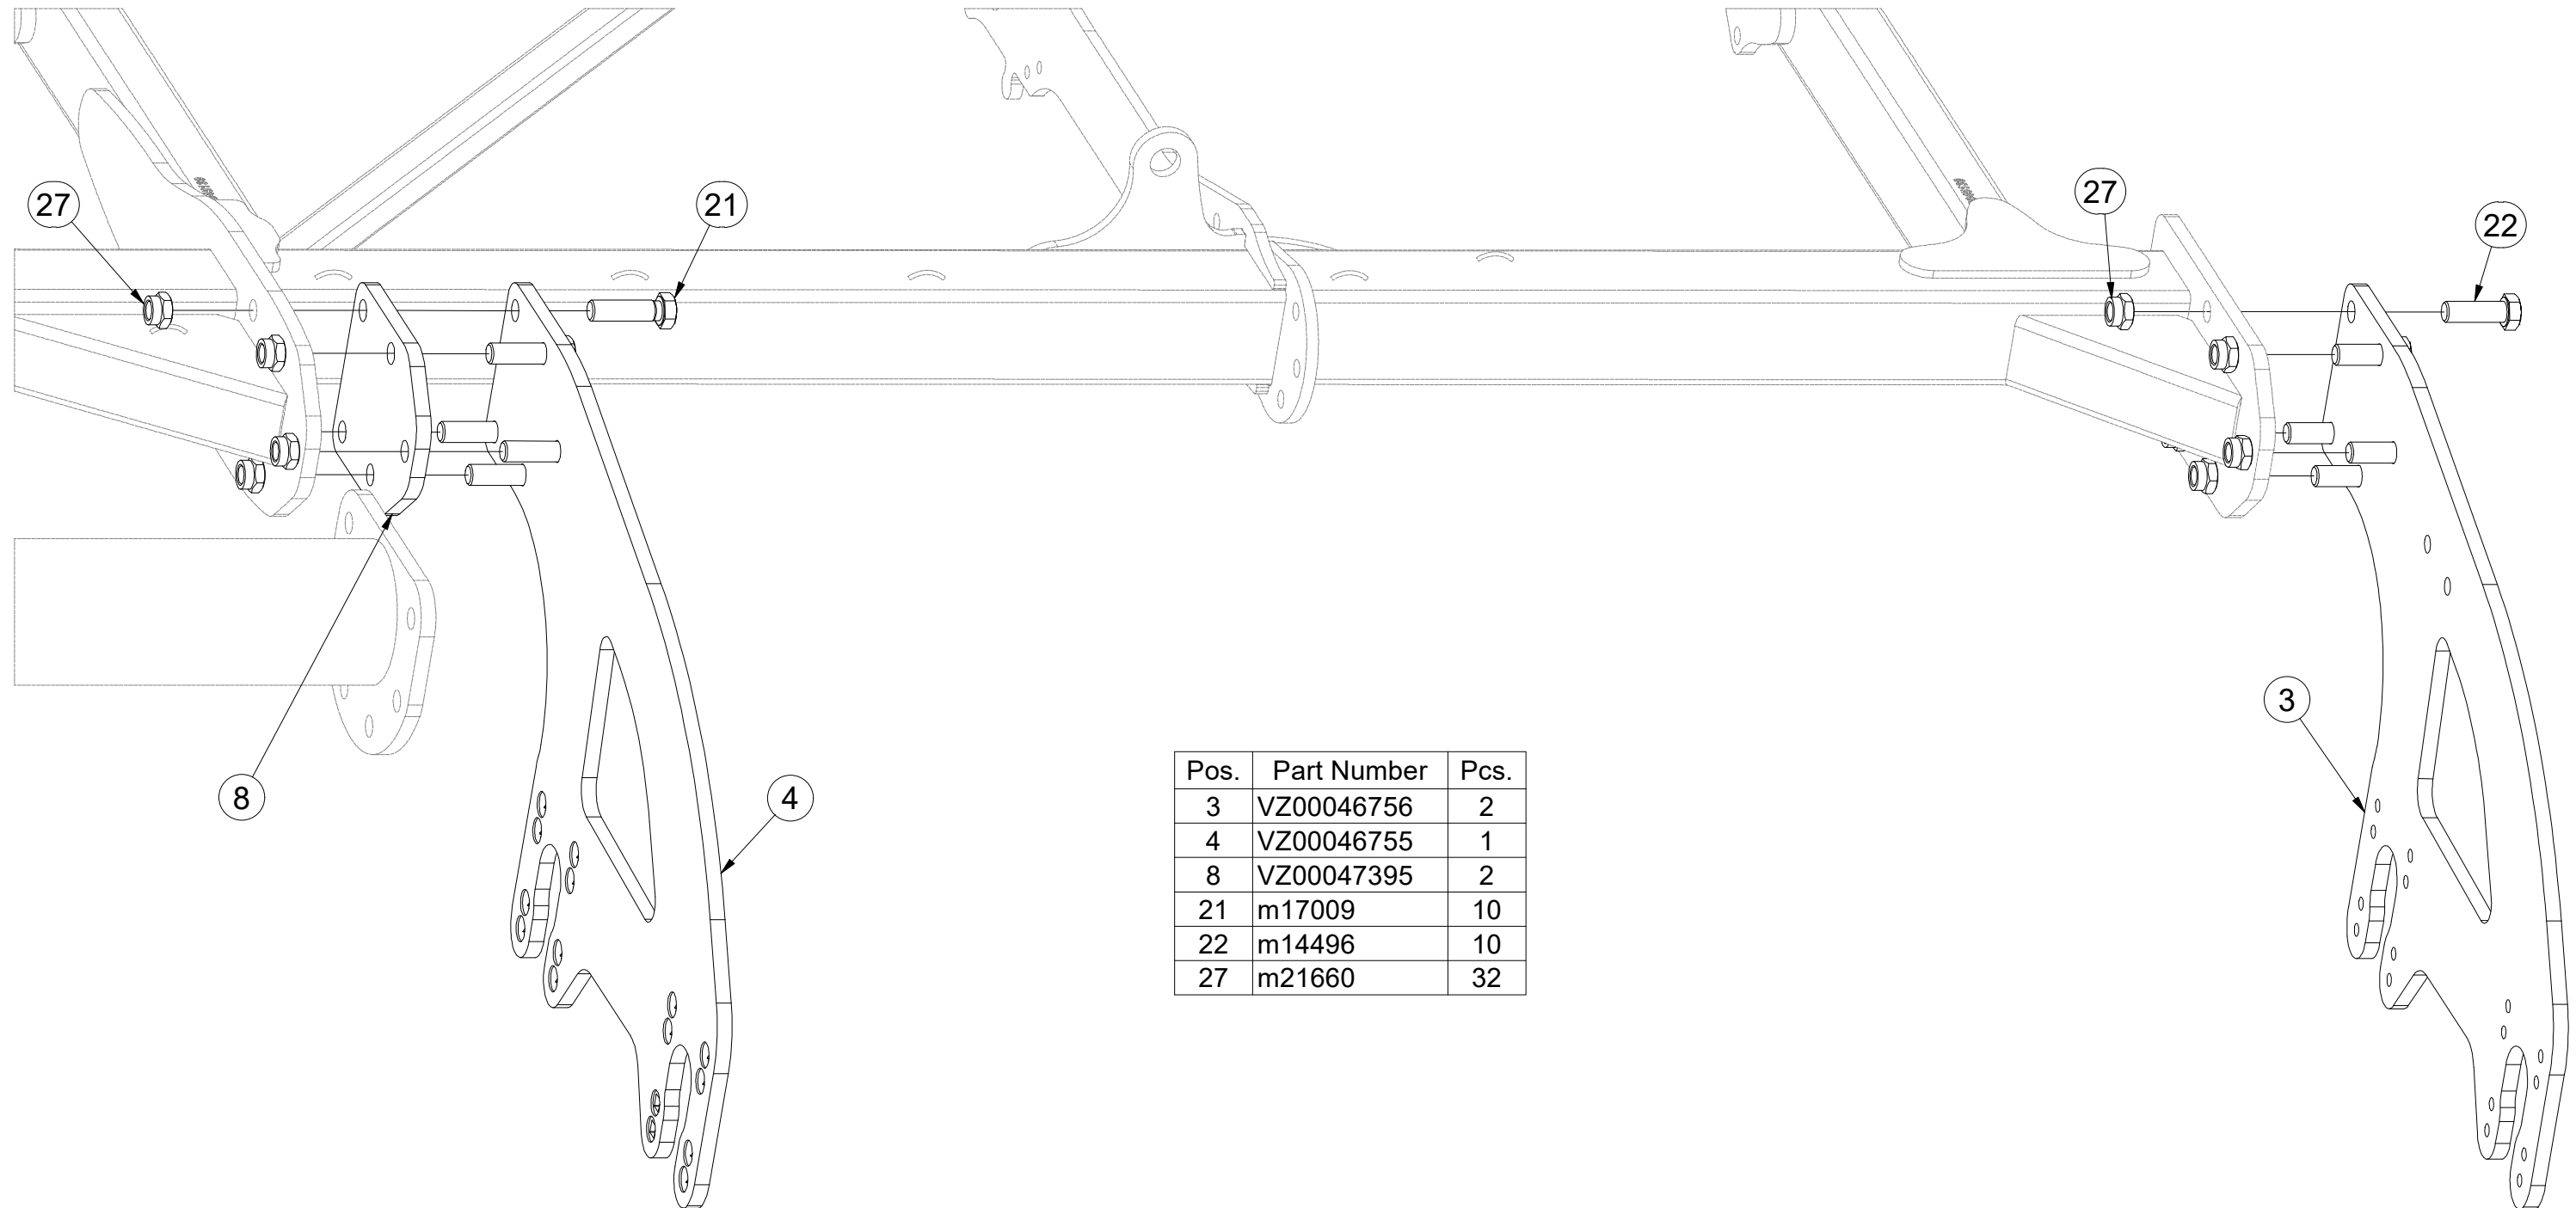 27
21
27
22
3
8
4
Pos. Part Number Pcs.
3 VZ00046756 2
4 VZ00046755 1
8 VZ00047395 2
21 m17009 10
22 m14496 10
27 m21660 32